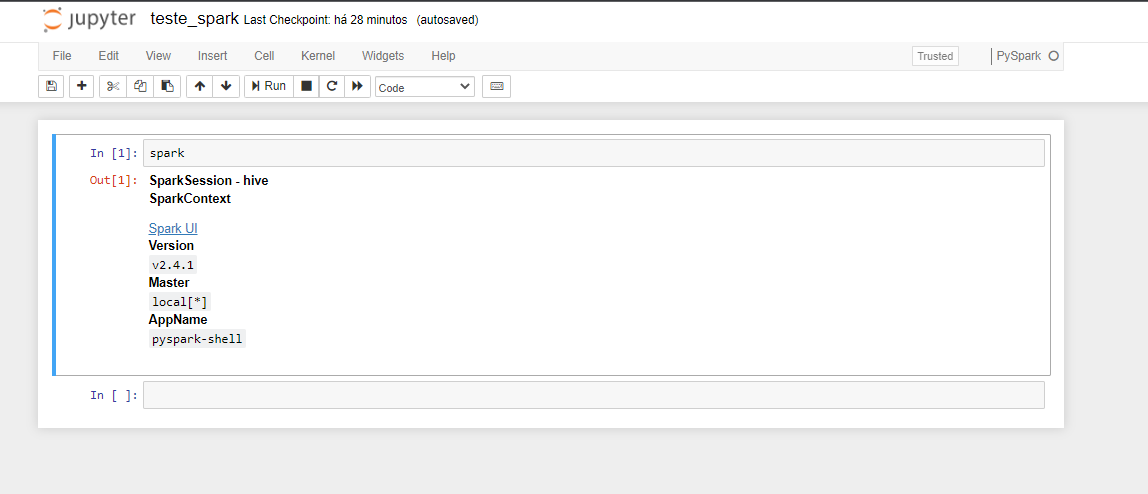 jupyter teste_spark Last Checkpoint: há 28 minutos (autosaved)
File Edit View Insert Cell Kernel Widgets Help Trusted PySpark
Run Code
In [1]: spark
Out[1]: SparkSession - hive
SparkContext
Spark UI
Version
v2.4.1
Master
local[*]
AppName
pyspark-shell
In [ ]: